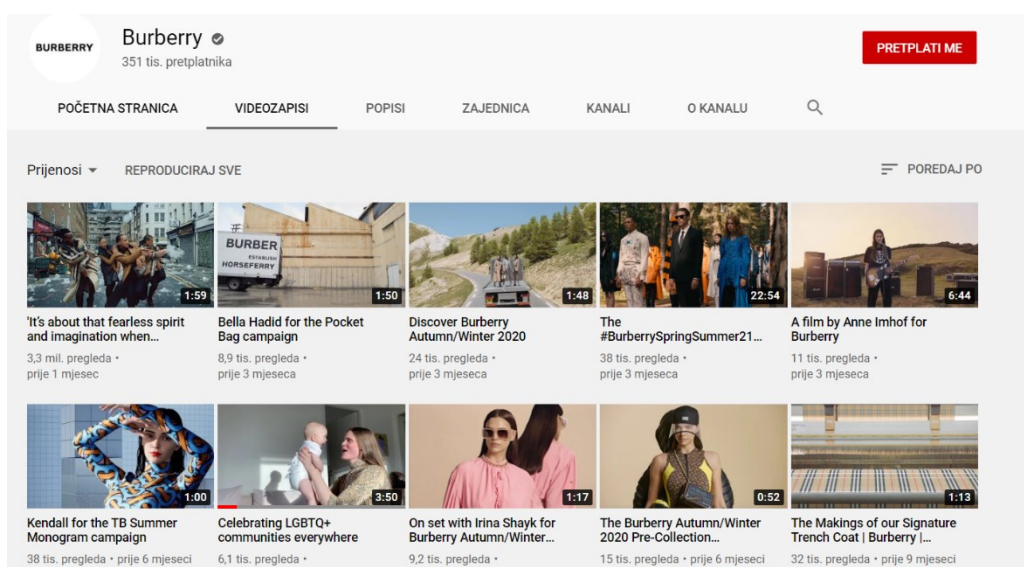 BURBERRY
Burberry
351 tis. pretplatnika
PRETPLATI ME
POČETNA STRANICA VIDEOZAPISI POPISI ZAJEDNICA KANALI O KANALU
Prijenosi REPRODUCIRAJ SVE POREDAJ PO
BURBER
ESTABLISH
HORSEFERRY
1:59 1:50 1:48 22:54 6:44
'It's about that fearless spirit and imagination when...
Bella Hadid for the Pocket Bag campaign
Discover Burberry Autumn/Winter 2020
The #BurberrySpringSummer21...
A film by Anne Imhof for Burberry
3,3 mil. pregleda •
prije 1 mjesec
8,9 tis. pregleda •
prije 3 mjeseca
24 tis. pregleda •
prije 3 mjeseca
38 tis. pregleda •
prije 3 mjeseca
11 tis. pregleda •
prije 3 mjeseca
1:00 3:50 1:17 0:52 1:13
Kendall for the TB Summer Monogram campaign
Celebrating LGBTQ+ communities everywhere
On set with Irina Shayk for Burberry Autumn/Winter...
The Burberry Autumn/Winter 2020 Pre-Collection...
The Makings of our Signature Trench Coat | Burberry |...
38 tis. pregleda • prije 6 mjeseci
6,1 tis. pregleda •
9,2 tis. pregleda •
15 tis. pregleda • prije 6 mjeseci
32 tis. pregleda • prije 9 mjeseci